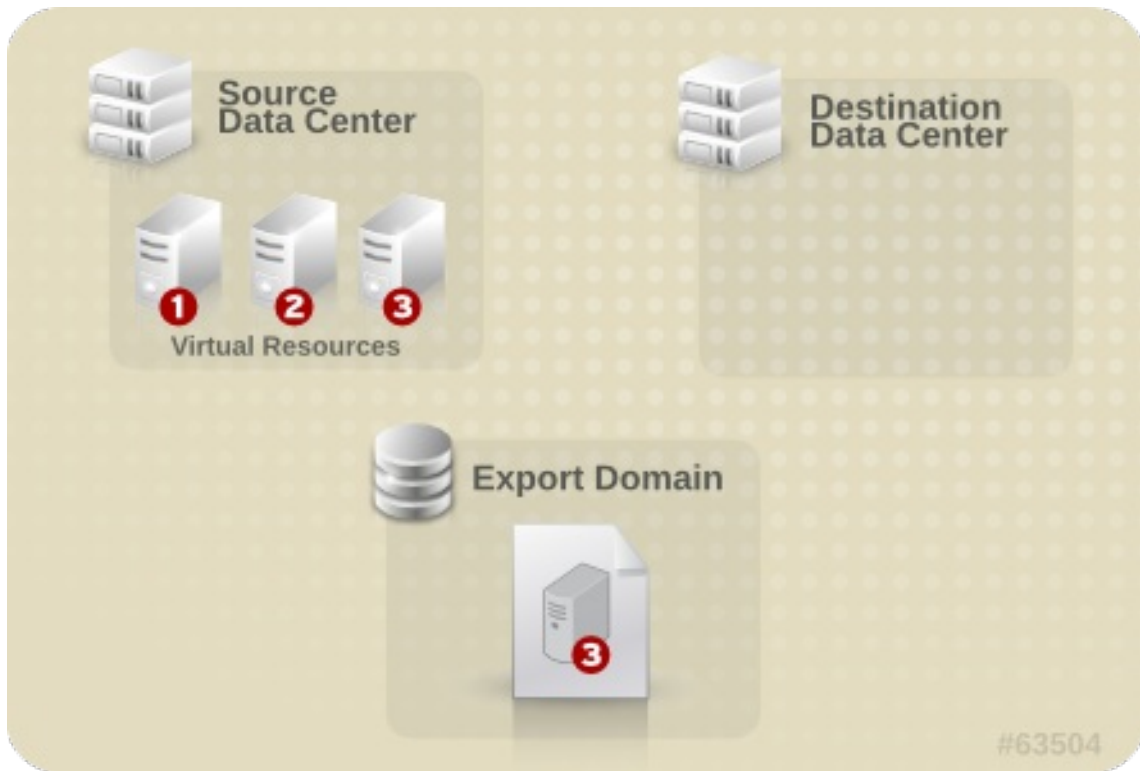 Source
Data Center
Destination
Data Center
1 2 3
Virtual Resources
Export Domain
3
#63504